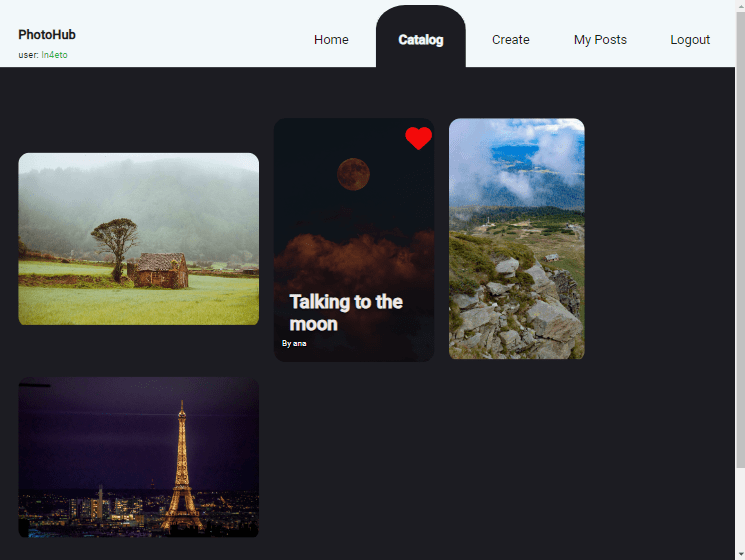 PhotoHub
user: In4eto
Home
Catalog
Create
My Posts
Logout
Talking to the
moon
By ana